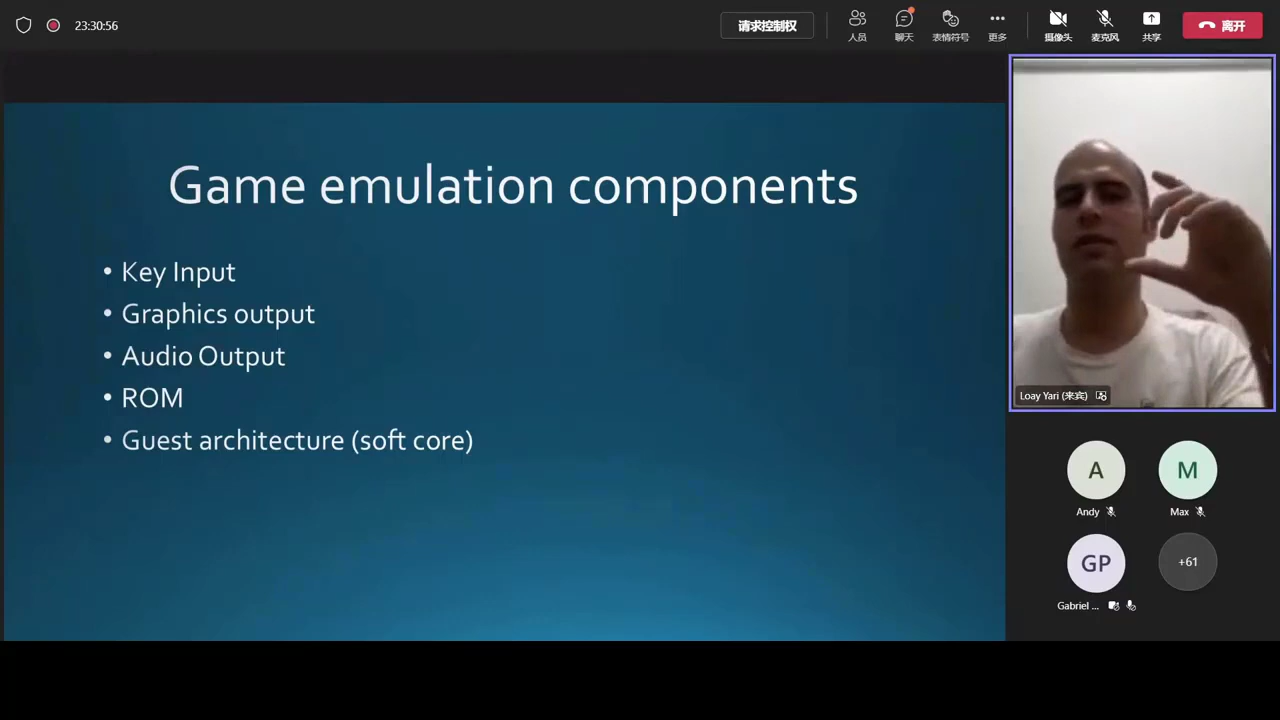 23:30:56
请求控制权
人员
聊天
表情符号
更多
摄像头
麦克风
共享
离开
Game emulation components
• Key Input
• Graphics output
• Audio Output
• ROM
• Guest architecture (soft core)
Loay Yari (来宾)
A
M
Andy
Max
GP
+61
Gabriel ...